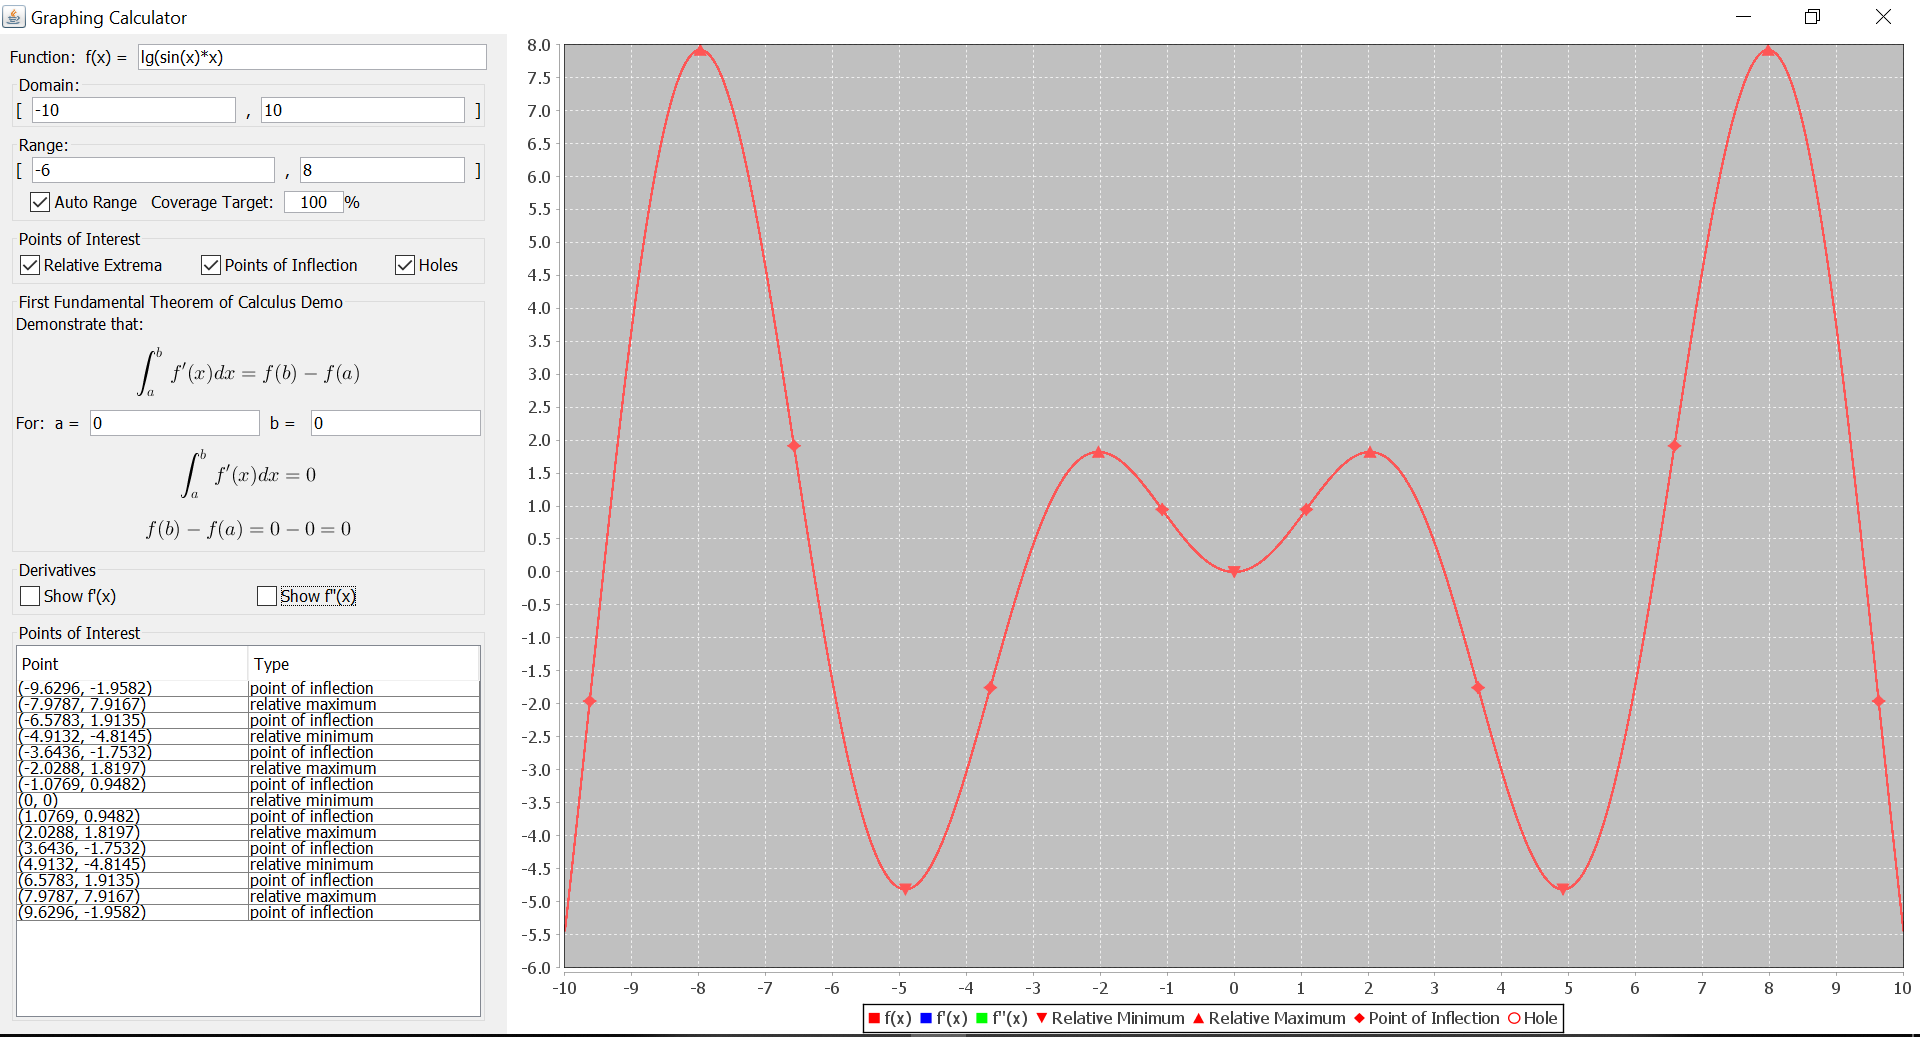 Graphing Calculator
Function: f(x) = lg(sin(x)*x)
Domain:
[ -10 , 10 ]
Range:
[ -6 , 8 ]
Auto Range Coverage Target: 100 %
Points of Interest
Relative Extrema Points of Inflection Holes
First Fundamental Theorem of Calculus Demo
Demonstrate that:
∫_a^b f'(x)dx = f(b) − f(a)
For: a = 0 b = 0
∫_a^b f'(x)dx = 0
f(b) − f(a) = 0 − 0 = 0
Derivatives
Show f'(x) Show f"(x)
Points of Interest
Point Type
(-9.6296, -1.9582) point of inflection
(-7.9787, 7.9167) relative maximum
(-6.5783, 1.9135) point of inflection
(-4.9132, -4.8145) relative minimum
(-3.6436, -1.7532) point of inflection
(-2.0288, 1.8197) relative maximum
(-1.0769, 0.9482) point of inflection
(0, 0) relative minimum
(1.0769, 0.9482) point of inflection
(2.0288, 1.8197) relative maximum
(3.6436, -1.7532) point of inflection
(4.9132, -4.8145) relative minimum
(6.5783, 1.9135) point of inflection
(7.9787, 7.9167) relative maximum
(9.6296, -1.9582) point of inflection
8.0
7.5
7.0
6.5
6.0
5.5
5.0
4.5
4.0
3.5
3.0
2.5
2.0
1.5
1.0
0.5
0.0
-0.5
-1.0
-1.5
-2.0
-2.5
-3.0
-3.5
-4.0
-4.5
-5.0
-5.5
-6.0
-10 -9 -8 -7 -6 -5 -4 -3 -2 -1 0 1 2 3 4 5 6 7 8 9 10
f(x) f'(x) f"(x) Relative Minimum Relative Maximum Point of Inflection Hole